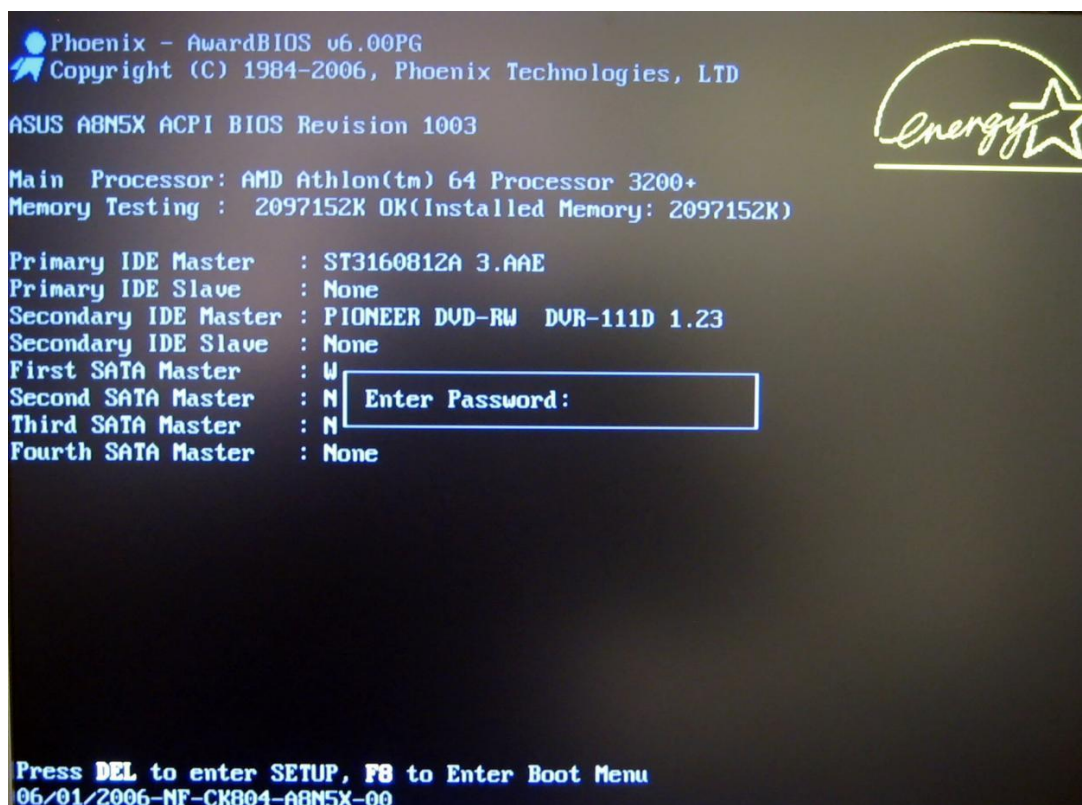 Phoenix - AwardBIOS v6.00PG
Copyright (C) 1984-2006, Phoenix Technologies, LTD
energy
ASUS A8N5X ACPI BIOS Revision 1003
Main Processor: AMD Athlon(tm) 64 Processor 3200+
Memory Testing : 2097152K OK(Installed Memory: 2097152K)
Primary IDE Master : ST3160812A 3.AAE
Primary IDE Slave : None
Secondary IDE Master : PIONEER DVD-RW DVR-111D 1.23
Secondary IDE Slave : None
First SATA Master : W
Second SATA Master : N
Enter Password:
Third SATA Master : N
Fourth SATA Master : None
Press DEL to enter SETUP, F8 to Enter Boot Menu
06/01/2006-NF-CK804-A8N5X-00